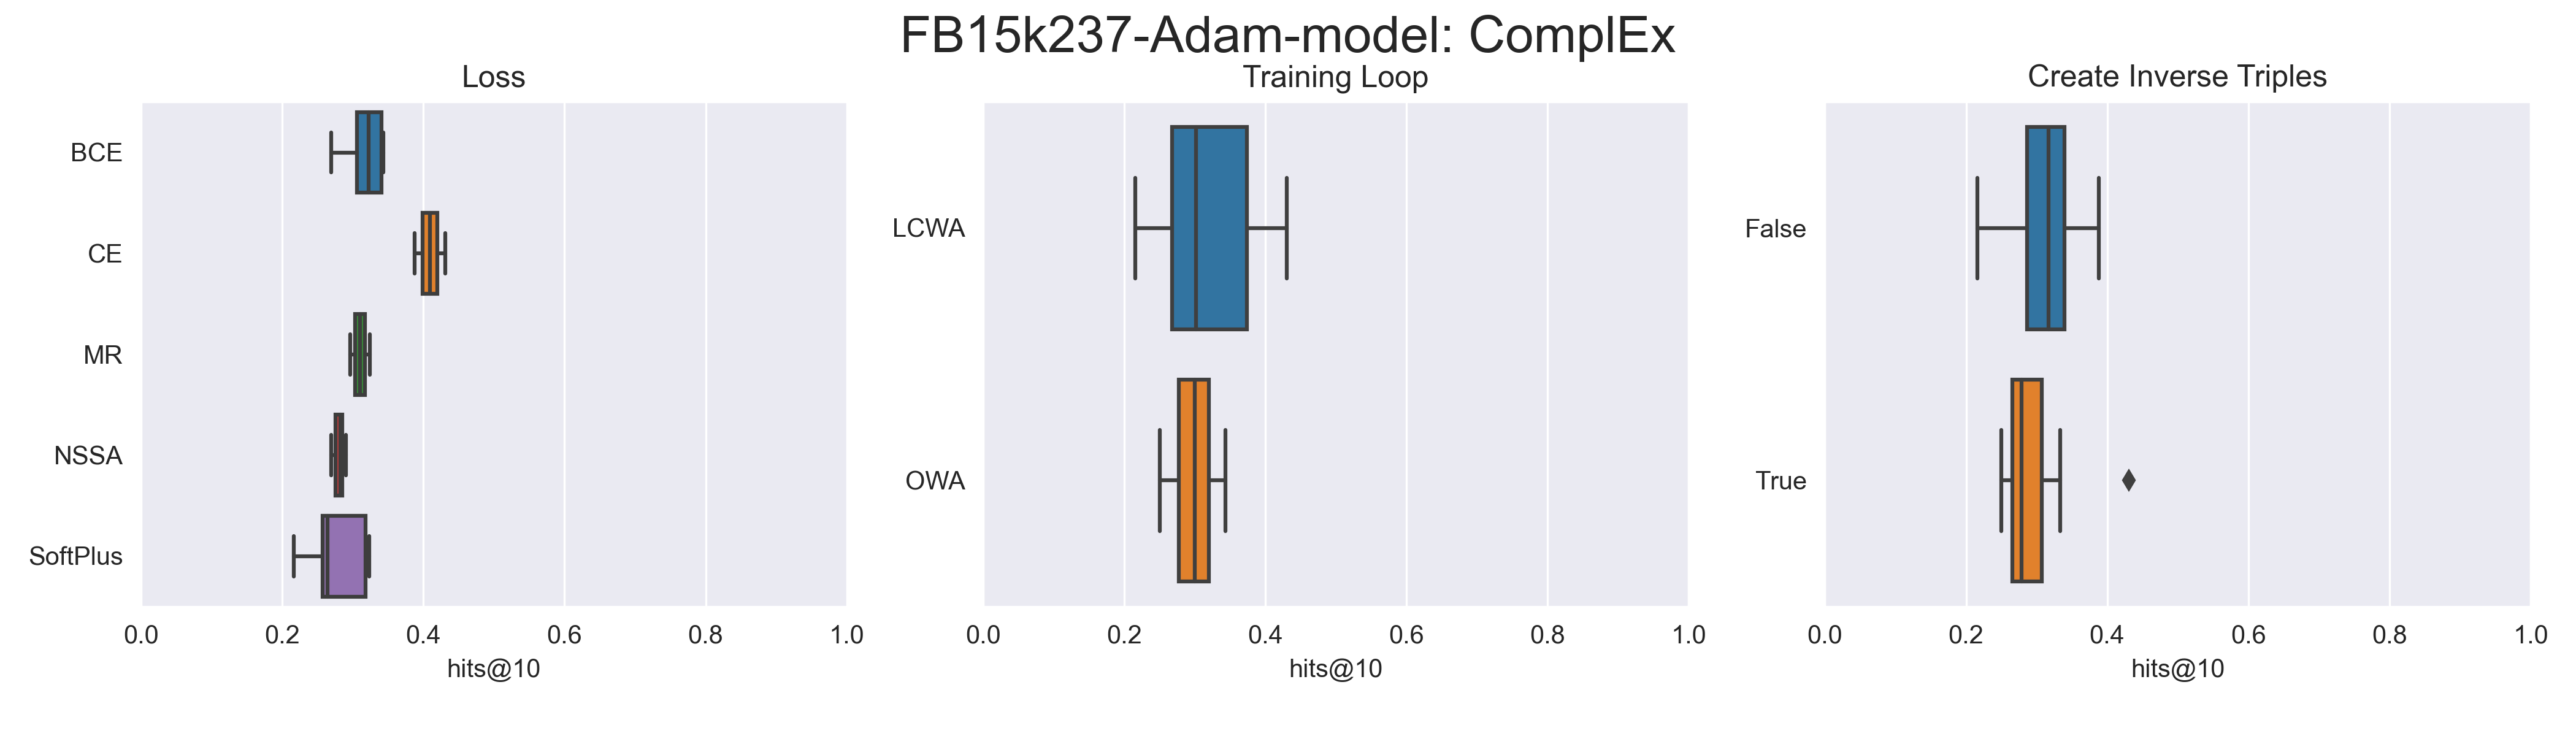 FB15k237-Adam-model: ComplEx
Loss
BCE
CE
MR
NSSA
SoftPlus
0.0 0.2 0.4 0.6 0.8 1.0
hits@10
Training Loop
LCWA
OWA
0.0 0.2 0.4 0.6 0.8 1.0
hits@10
Create Inverse Triples
False
True
0.0 0.2 0.4 0.6 0.8 1.0
hits@10